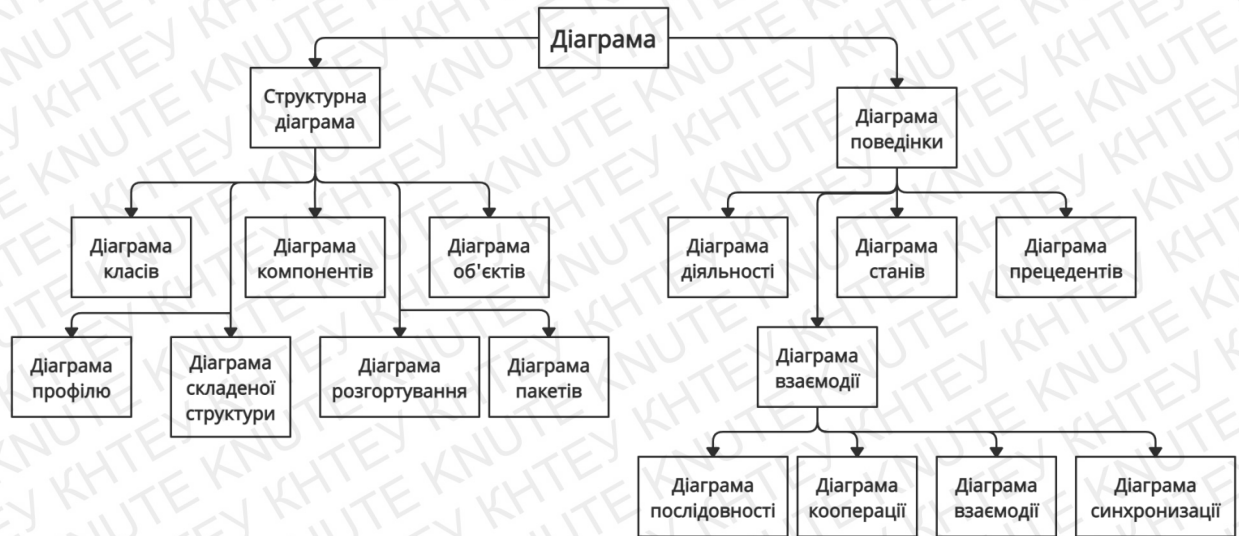 Діаграма
Структурна
діаграма
Діаграма
поведінки
Діаграма
класів
Діаграма
компонентів
Діаграма
об'єктів
Діаграма
діяльності
Діаграма
станів
Діаграма
прецедентів
Діаграма
профілю
Діаграма
складеної
структури
Діаграма
розгортування
Діаграма
пакетів
Діаграма
взаємодії
Діаграма
послідовності
Діаграма
кооперації
Діаграма
взаємодії
Діаграма
синхронизації